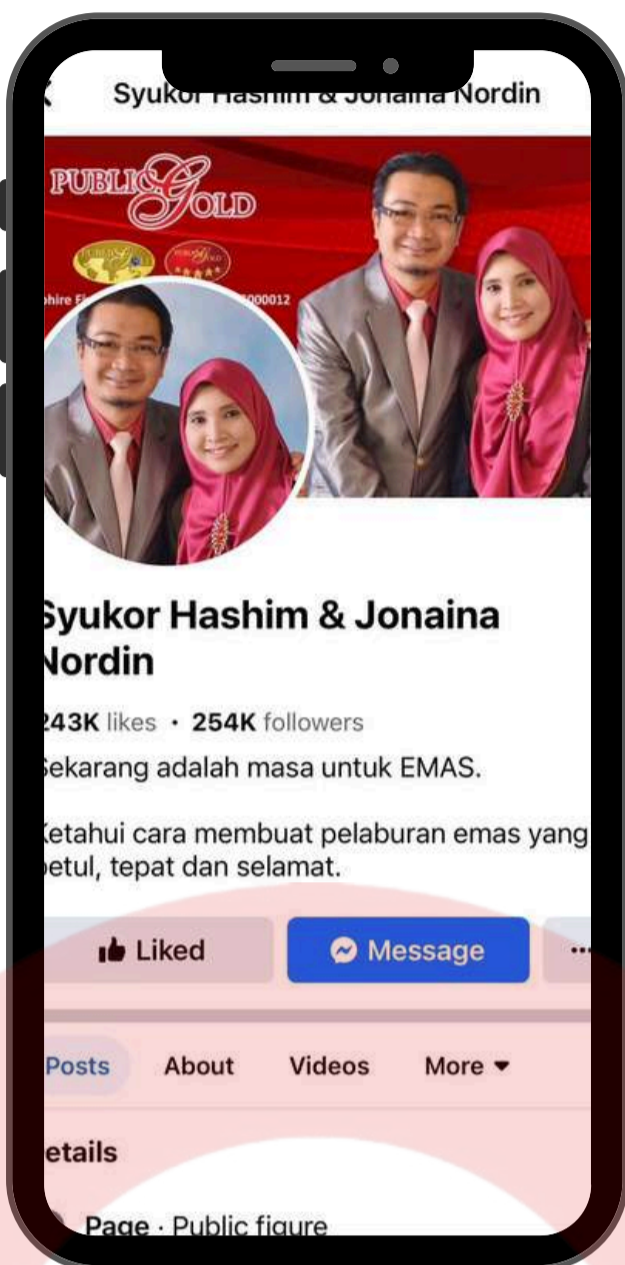 Syukor Hashim & Jonaina Nordin
PUBLIC GOLD
000012
Syukor Hashim & Jonaina
Nordin
243K likes · 254K followers
Sekarang adalah masa untuk EMAS.
Ketahui cara membuat pelaburan emas yang
betul, tepat dan selamat.
Liked
Message
Posts About Videos More
etails
Page · Public figure